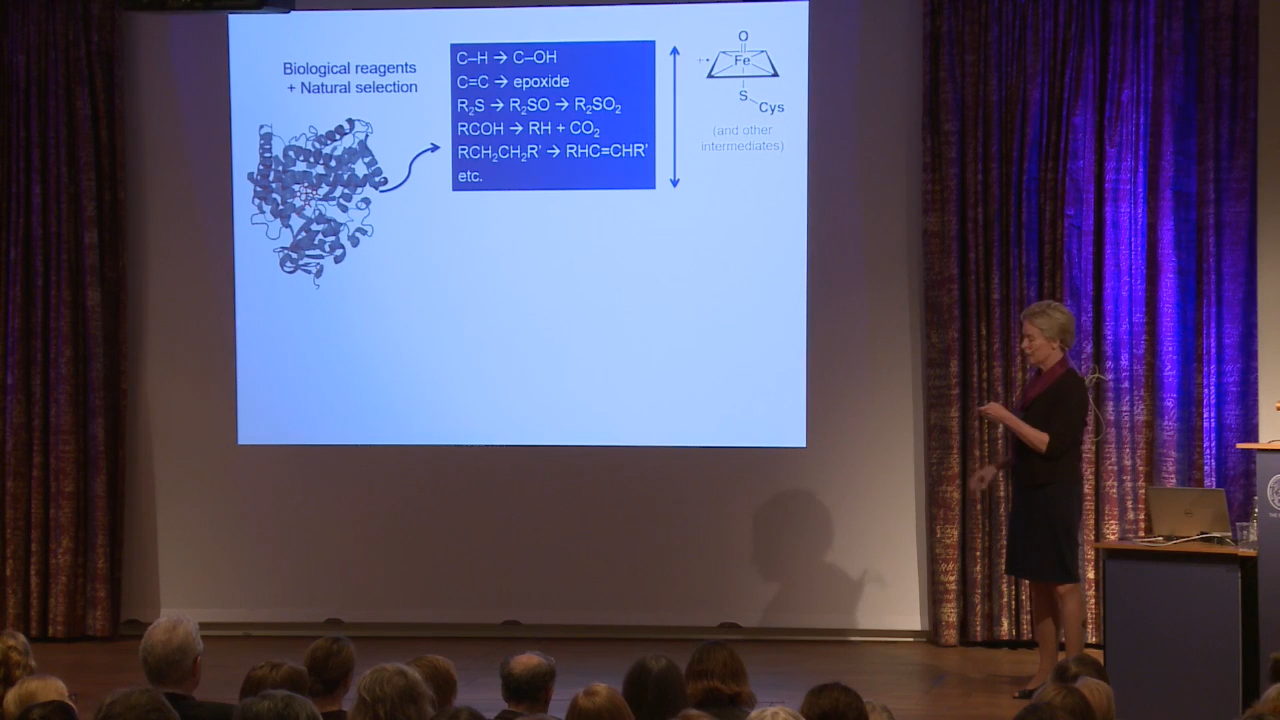 Biological reagents
+ Natural selection
C–H → C–OH
C=C → epoxide
R₂S → R₂SO → R₂SO₂
RCOH → RH + CO₂
RCH₂CH₂R' → RHC=CHR'
etc.
O
Fe
S
Cys
(and other
intermediates)